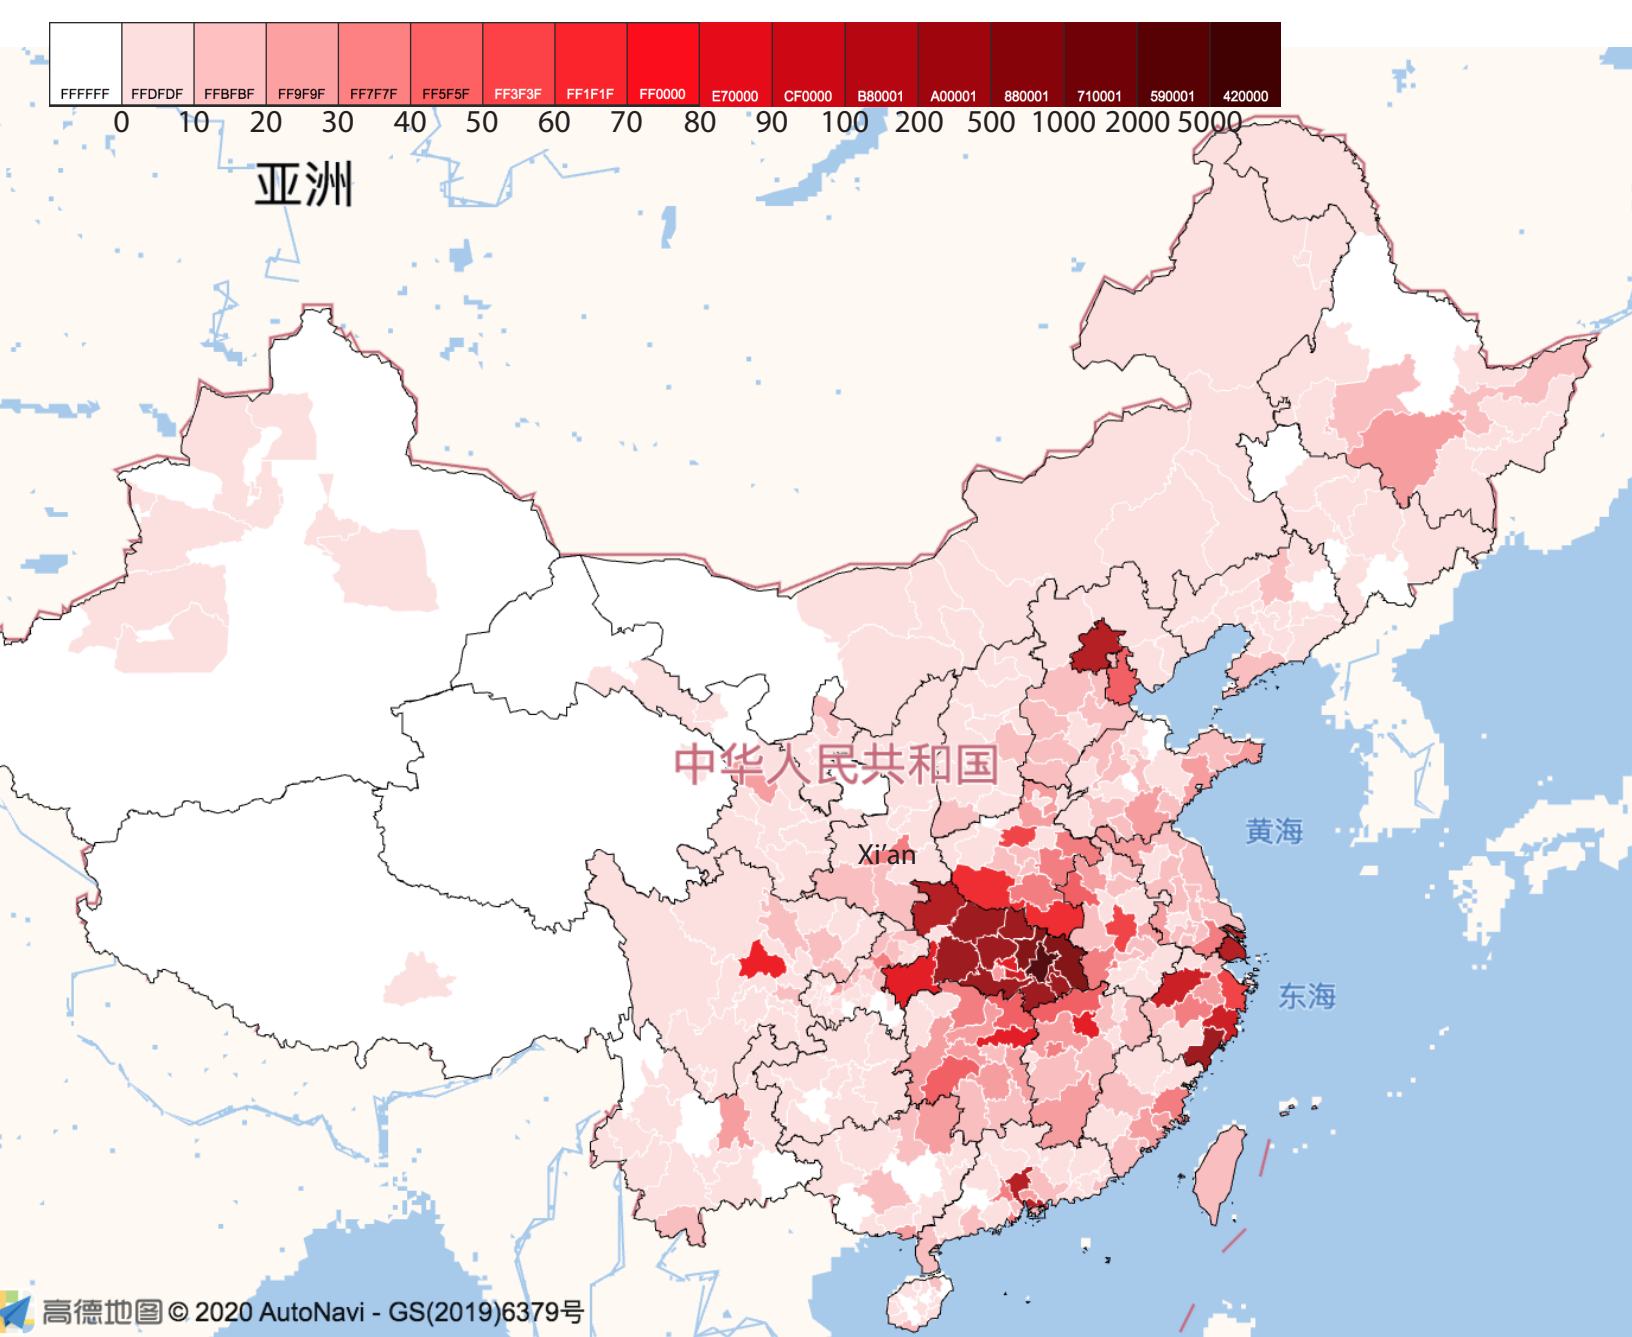 FFFFFF FFDFDF FFBFBF FF9F9F FF7F7F FF5F5F FF3F3F FF1F1F FF0000 E70000 CF0000 B80001 A00001 880001 710001 590001 420000
0 10 20 30 40 50 60 70 80 90 100 200 500 1000 2000 5000
亚洲
中华人民共和国
黄海
Xi'an
东海
高德地图 © 2020 AutoNavi - GS(2019)6379号